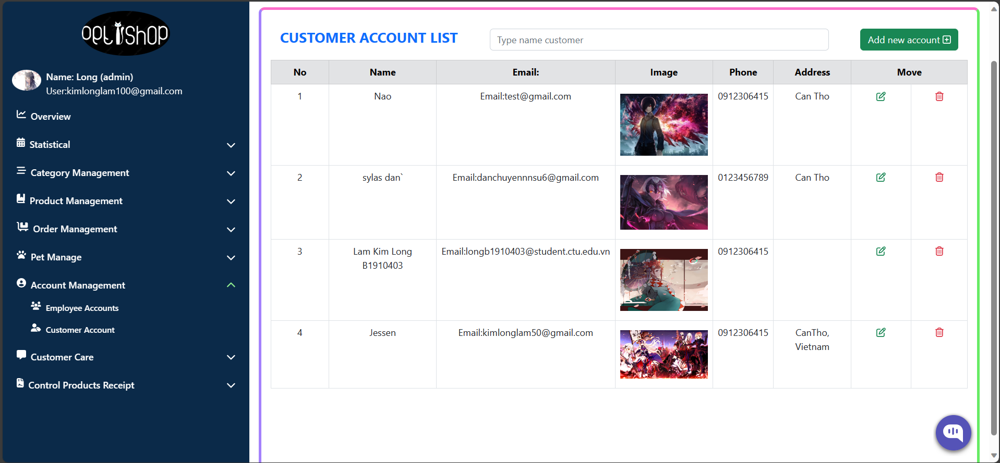 Pet Shop
Name: Long (admin)
User:kimlonglam100@gmail.com
Overview
Statistical
Category Management
Product Management
Order Management
Pet Manage
Account Management
Employee Accounts
Customer Account
Customer Care
Control Products Receipt
CUSTOMER ACCOUNT LIST
Type name customer
Add new account
No Name Email: Image Phone Address Move
1 Nao Email:test@gmail.com 0912306415 Can Tho
2 sylas dan` Email:danchuyennnsu6@gmail.com 0123456789 Can Tho
3 Lam Kim Long Email:longb1910403@student.ctu.edu.vn 0912306415
B1910403
4 Jessen Email:kimlonglam50@gmail.com 0912306415 CanTho,
Vietnam